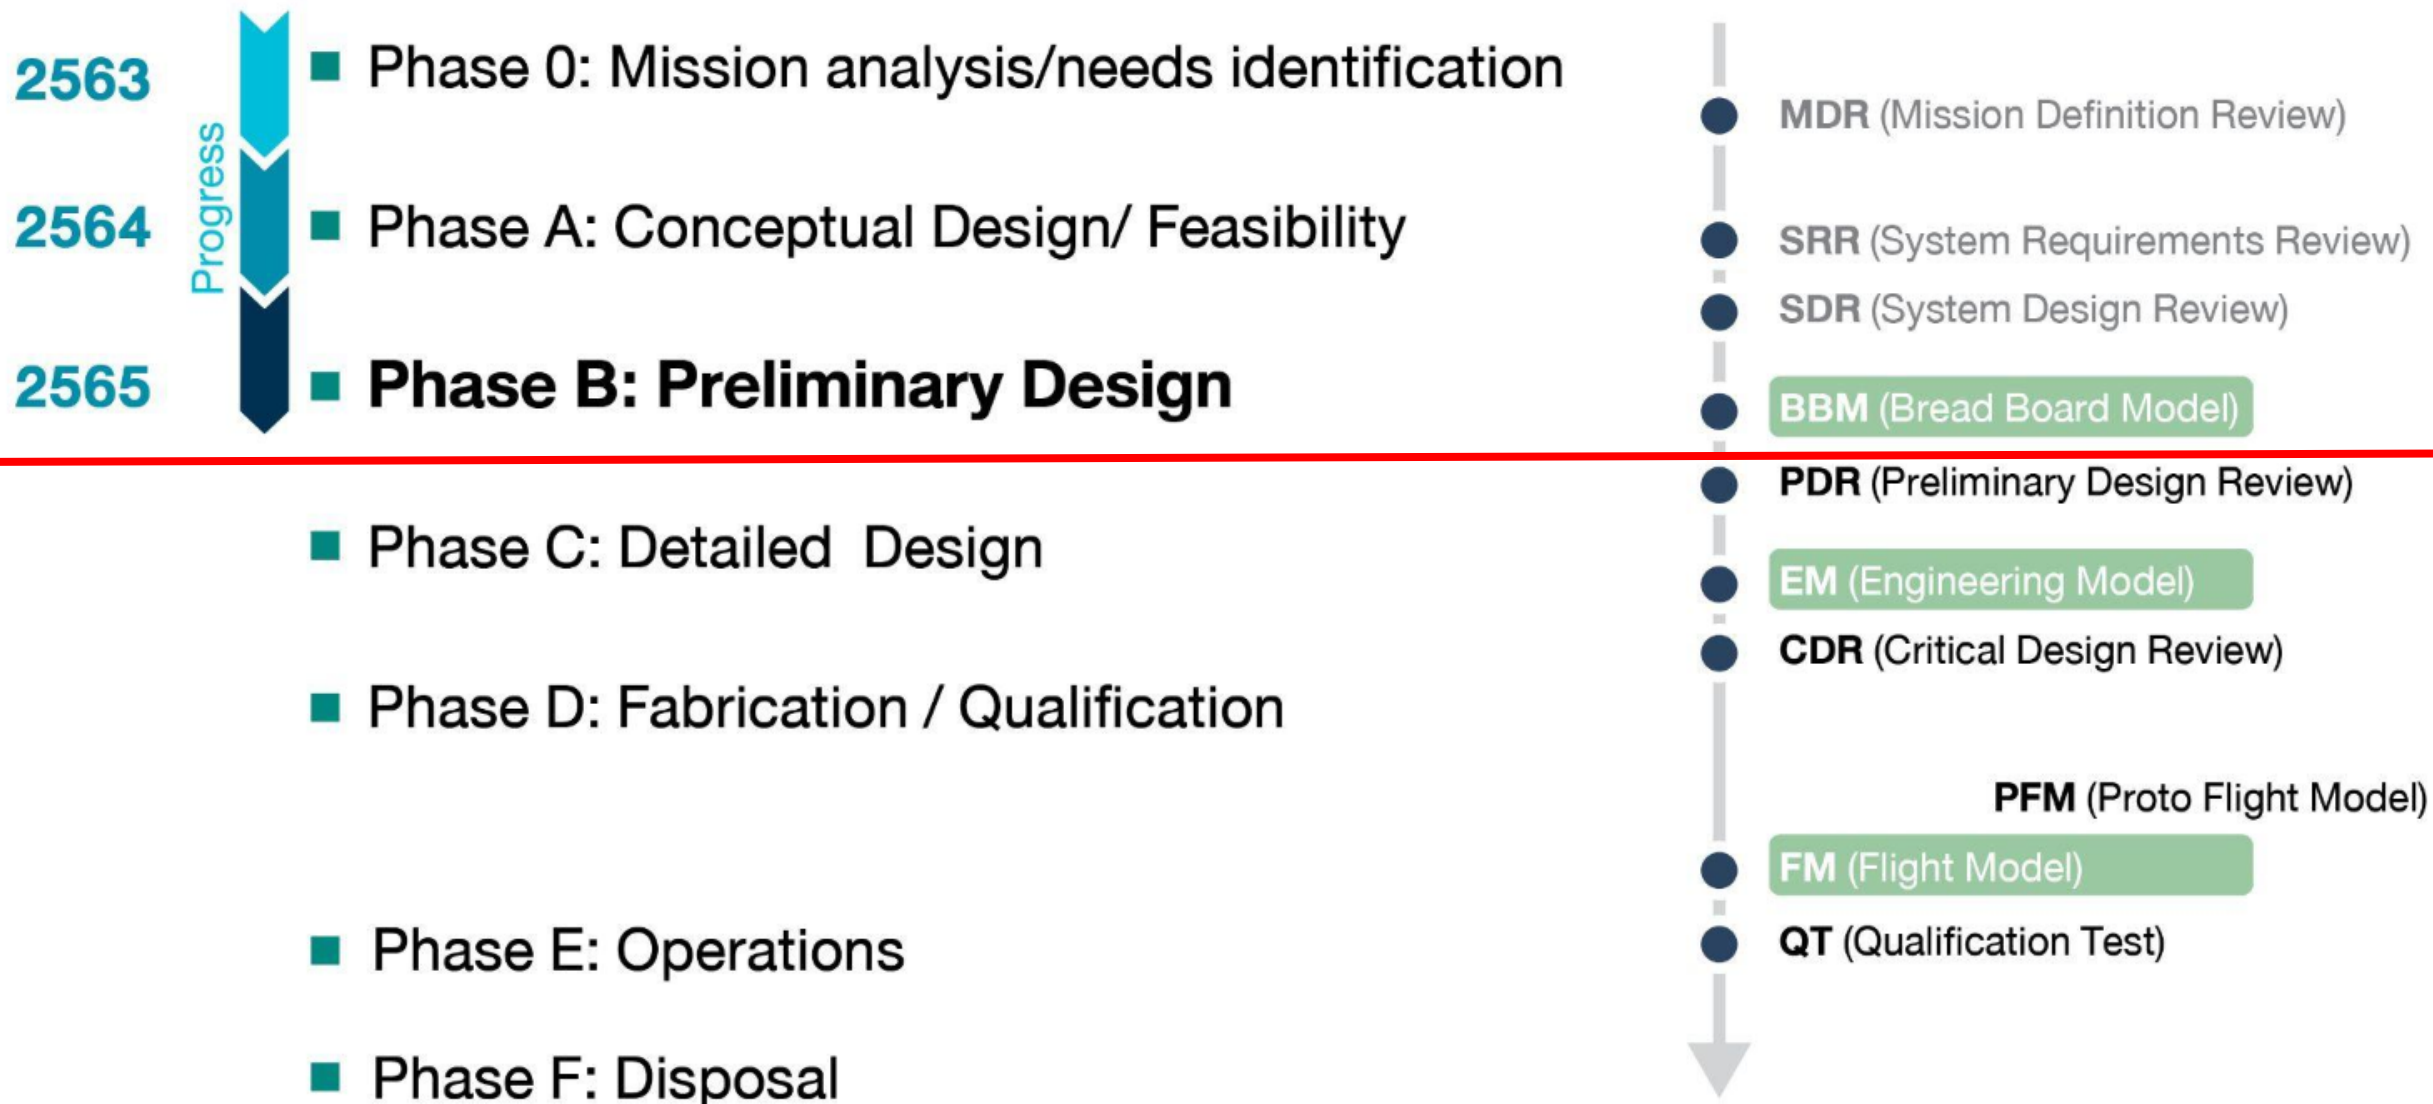 2563
Progress
Phase 0: Mission analysis/needs identification
MDR (Mission Definition Review)
2564
Phase A: Conceptual Design/ Feasibility
SRR (System Requirements Review)
SDR (System Design Review)
2565
Phase B: Preliminary Design
BBM (Bread Board Model)
PDR (Preliminary Design Review)
Phase C: Detailed  Design
EM (Engineering Model)
CDR (Critical Design Review)
Phase D: Fabrication / Qualification
PFM (Proto Flight Model)
FM (Flight Model)
Phase E: Operations
QT (Qualification Test)
Phase F: Disposal